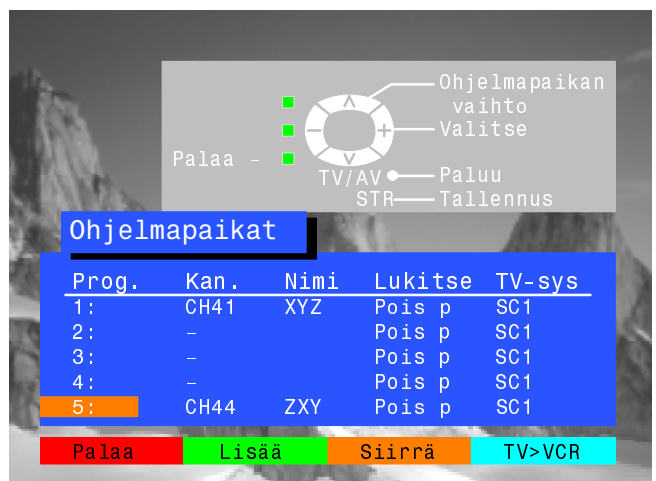 Ohjelmapaikan
vaihto
Valitse
Palaa -
TV/AV Paluu
STR Tallennus
Ohjelmapaikat
Prog. Kan. Nimi Lukitse TV-sys
1: CH41 XYZ Pois p SC1
2: - Pois p SC1
3: - Pois p SC1
4: - Pois p SC1
5: CH44 ZXY Pois p SC1
Palaa Lisää Siirrä TV>VCR